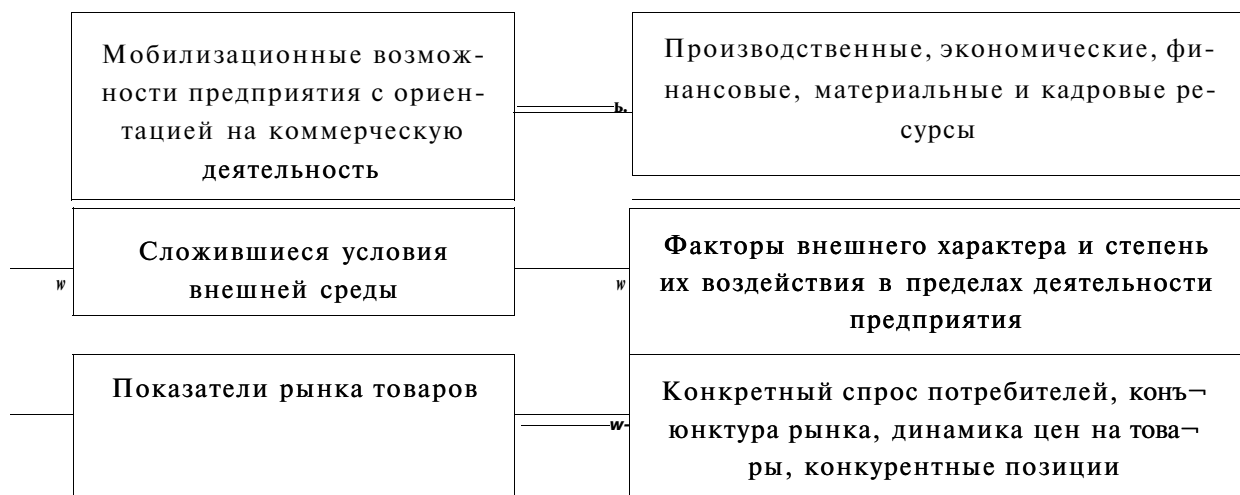 Мобилизационные возмож-
ности предприятия с ориен-
тацией на коммерческую
деятельность
ь.
Производственные, экономические, фи-
нансовые, материальные и кадровые ре-
сурсы
w
Сложившиеся условия
внешней среды
w
Факторы внешнего характера и степень
их воздействия в пределах деятельности
предприятия
Показатели рынка товаров
w-
Конкретный спрос потребителей, конъ¬
юнктура рынка, динамика цен на това¬
ры, конкурентные позиции